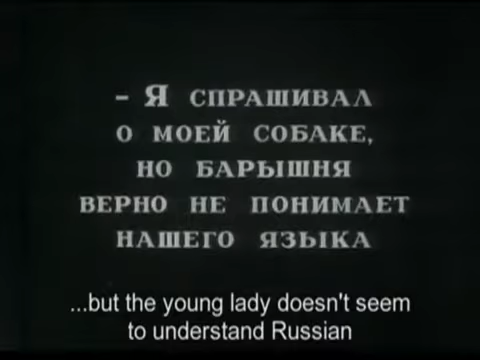 – Я СПРАШИВАЛ
О МОЕЙ СОБАКЕ,
НО БАРЫШНЯ
ВЕРНО НЕ ПОНИМАЕТ
НАШЕГО ЯЗЫКА
...but the young lady doesn't seem
to understand Russian